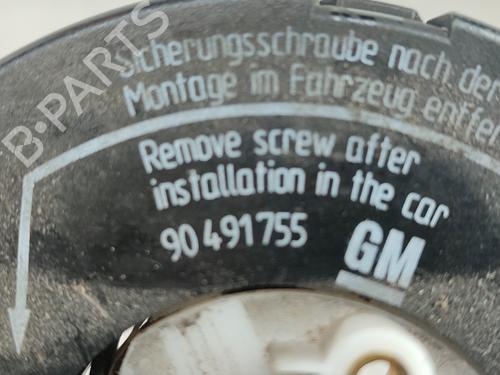 B-PARTS
Sicherungsschraube nach der
Montage im Fahrzeug entfe
Remove screw after
installation in the car
90 491755
GM